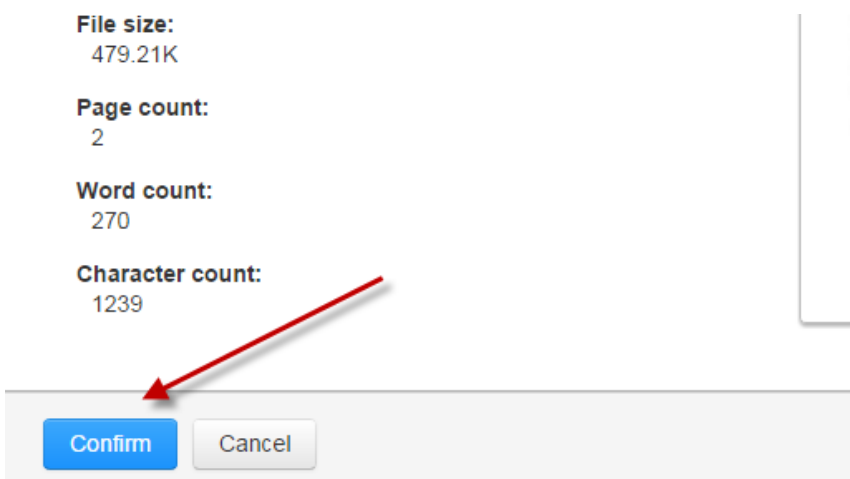 File size:
479.21K
Page count:
2
Word count:
270
Character count:
1239
Confirm Cancel